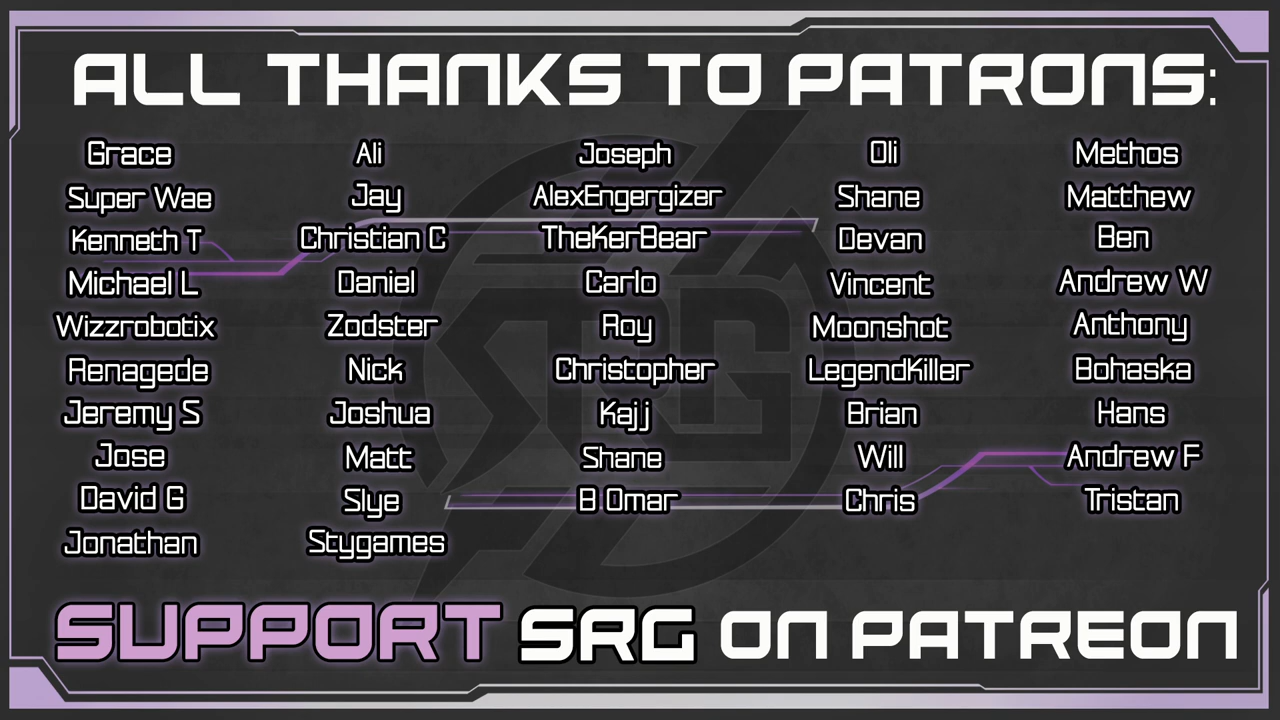 ALL THANKS TO PATRONS:
Grace
Super Wae
Kenneth T
Michael L
Wizzrobotix
Renagede
Jeremy S
Jose
David G
Jonathan
Ali
Jay
Christian C
Daniel
Zodster
Nick
Joshua
Matt
Slye
Stygames
Joseph
AlexEngergizer
TheKerBear
Carlo
Roy
Christopher
Kajj
Shane
B Omar
Oli
Shane
Devan
Vincent
Moonshot
LegendKiller
Brian
Will
Chris
Methos
Matthew
Ben
Andrew W
Anthony
Bohaska
Hans
Andrew F
Tristan
SUPPORT SRG ON PATREON